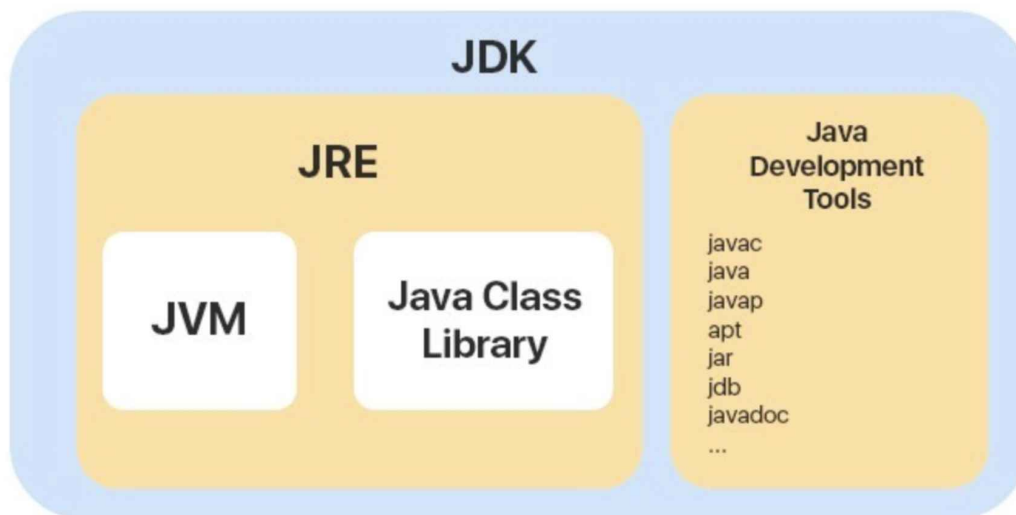 JDK
JRE
JVM
Java Class
Library
Java
Development
Tools
javac
java
javap
apt
jar
jdb
javadoc
...